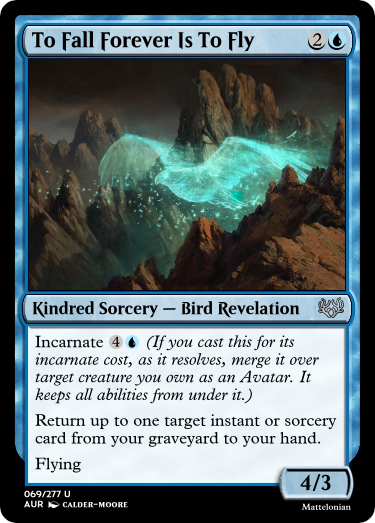 To Fall Forever Is To Fly 2
Kindred Sorcery — Bird Revelation
Incarnate 4 (If you cast this for its
incarnate cost, as it resolves, merge it over
target creature you own as an Avatar. It
keeps all abilities from under it.)
Return up to one target instant or sorcery
card from your graveyard to your hand.
Flying
4/3
069/277 U
AUR CALDER-MOORE
Mattelonian